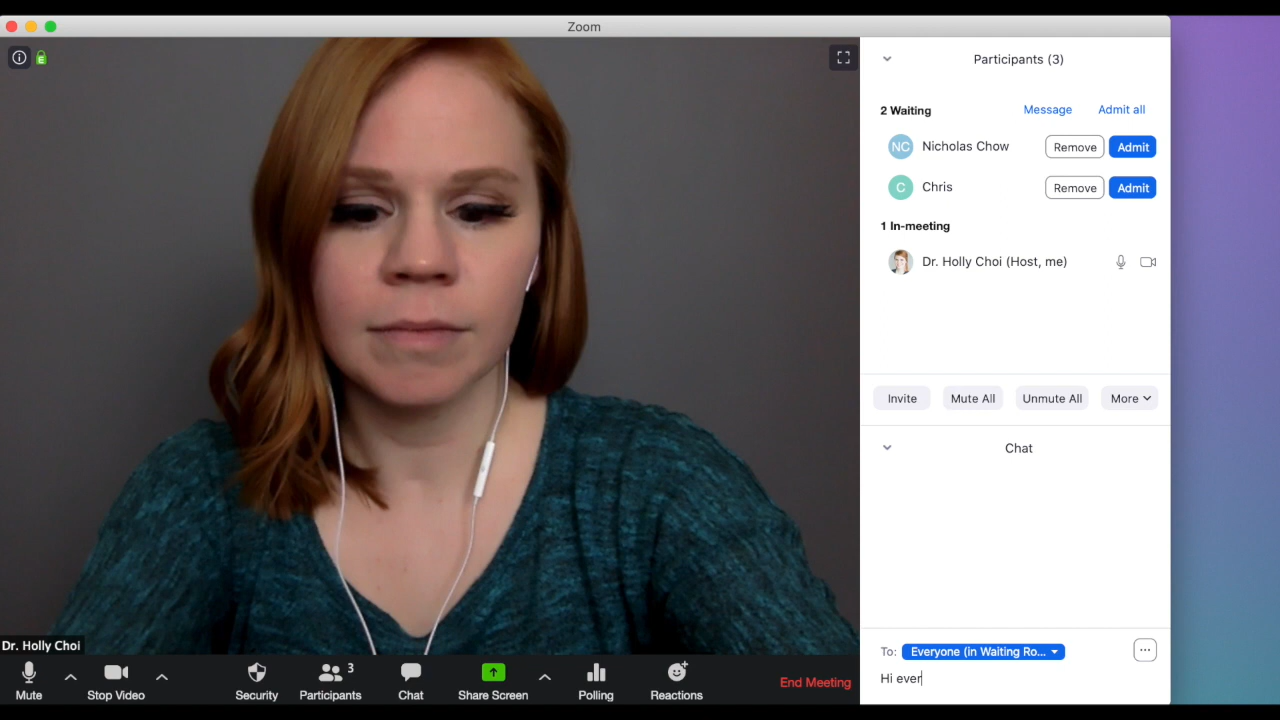 Zoom
E
Participants (3)
2 Waiting Message Admit all
NC Nicholas Chow Remove Admit
C Chris Remove Admit
1 In-meeting
Dr. Holly Choi (Host, me)
Invite Mute All Unmute All More
Chat
To: Everyone (in Waiting Ro... ...
Hi ever
Dr. Holly Choi
3
Mute Stop Video Security Participants Chat Share Screen Polling Reactions End Meeting